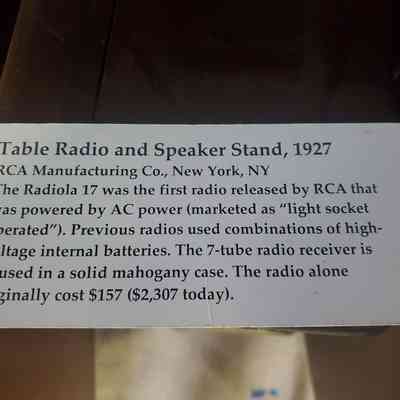 Table Radio and Speaker Stand, 1927
RCA Manufacturing Co., New York, NY
The Radiola 17 was the first radio released by RCA that
was powered by AC power (marketed as “light socket
perated”). Previous radios used combinations of high-
ltage internal batteries. The 7-tube radio receiver is
used in a solid mahogany case. The radio alone
ginally cost $157 ($2,307 today).